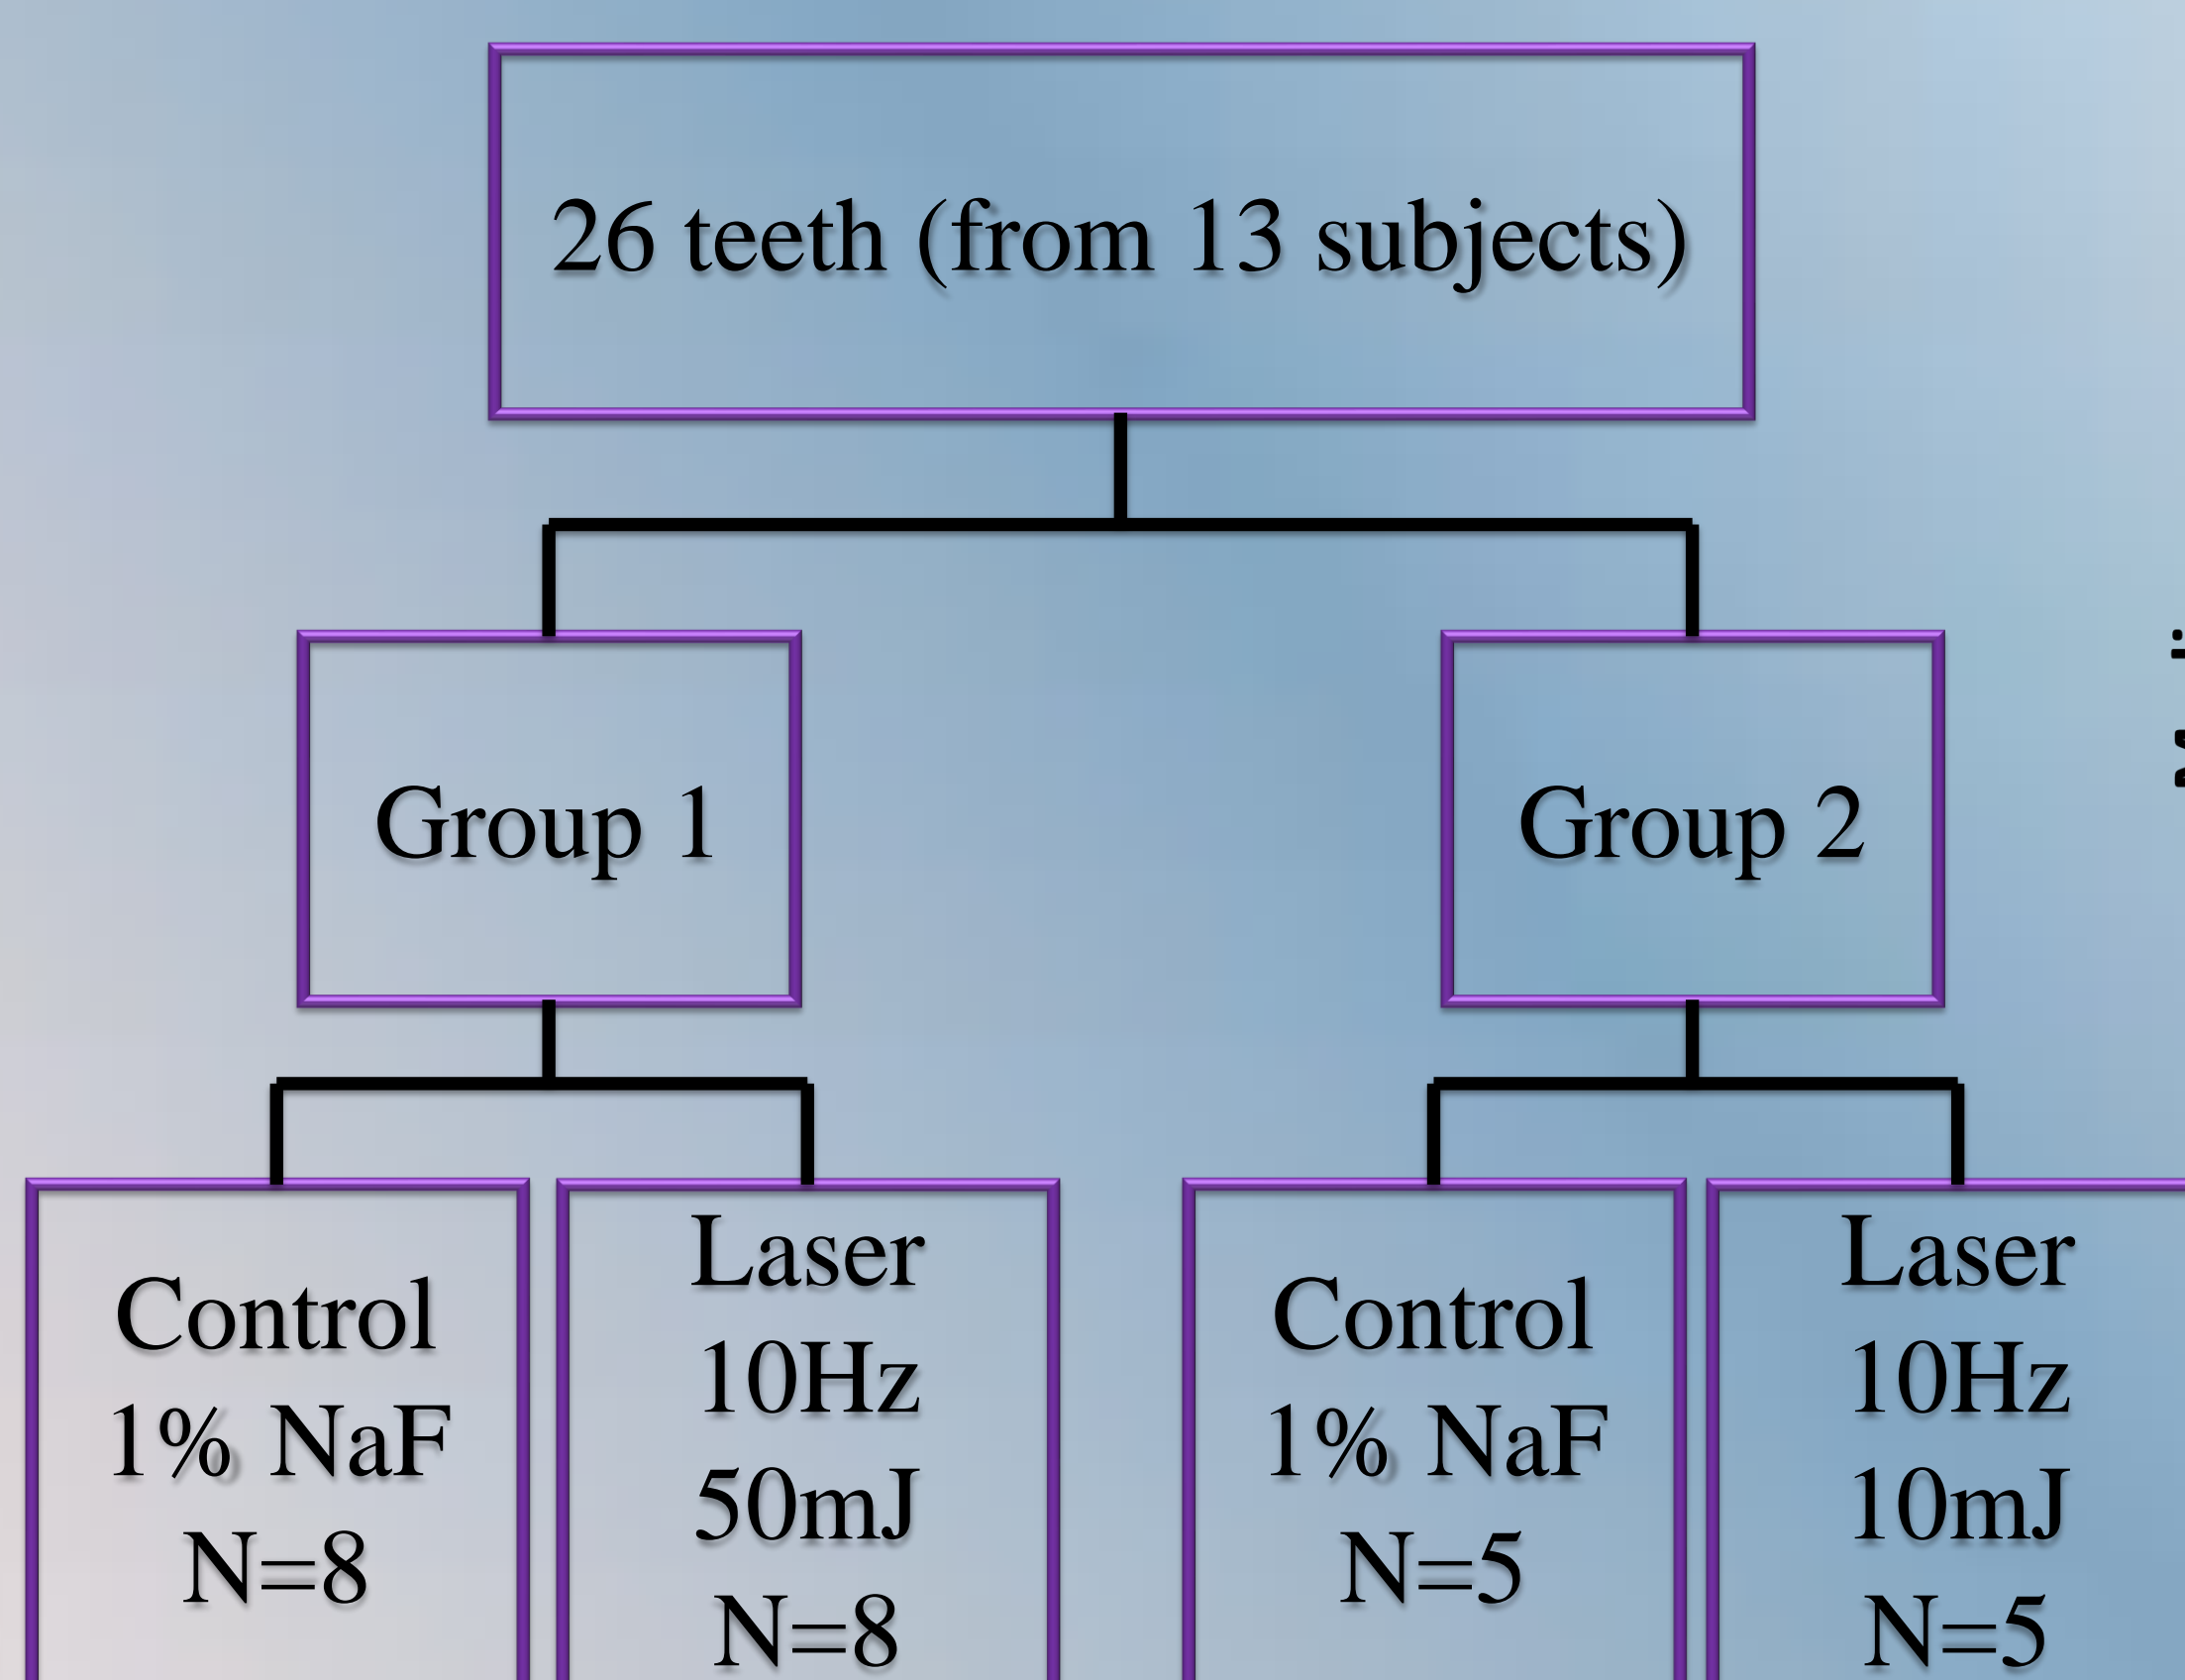 26 teeth (from 13 subjects)
Group 1
Group 2
Control
1% NaF
N=8
Laser
10Hz
50mJ
N=8
Control
1% NaF
N=5
Laser
10Hz
10mJ
N=5